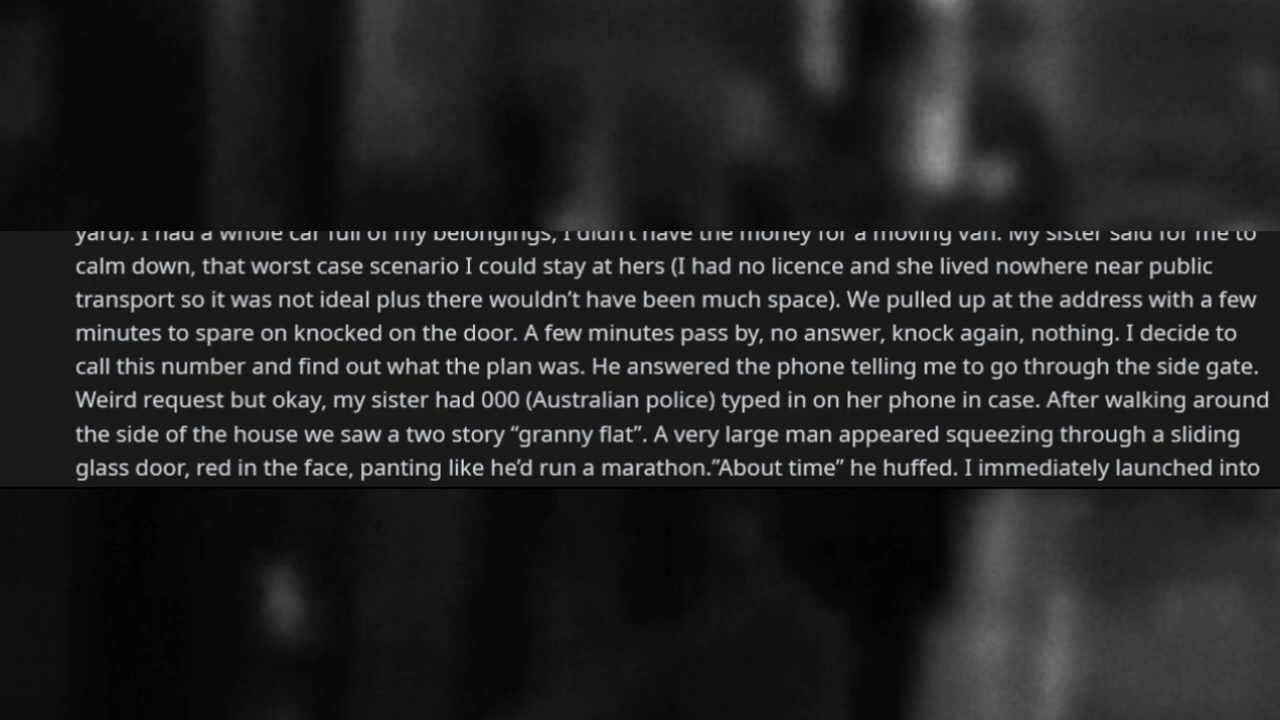 yard). I had a whole car full of my belongings, I didn't have the money for a moving van. My sister said for me to
calm down, that worst case scenario I could stay at hers (I had no licence and she lived nowhere near public
transport so it was not ideal plus there wouldn’t have been much space). We pulled up at the address with a few
minutes to spare on knocked on the door. A few minutes pass by, no answer, knock again, nothing. I decide to
call this number and find out what the plan was. He answered the phone telling me to go through the side gate.
Weird request but okay, my sister had 000 (Australian police) typed in on her phone in case. After walking around
the side of the house we saw a two story “granny flat”. A very large man appeared squeezing through a sliding
glass door, red in the face, panting like he’d run a marathon.”About time” he huffed. I immediately launched into